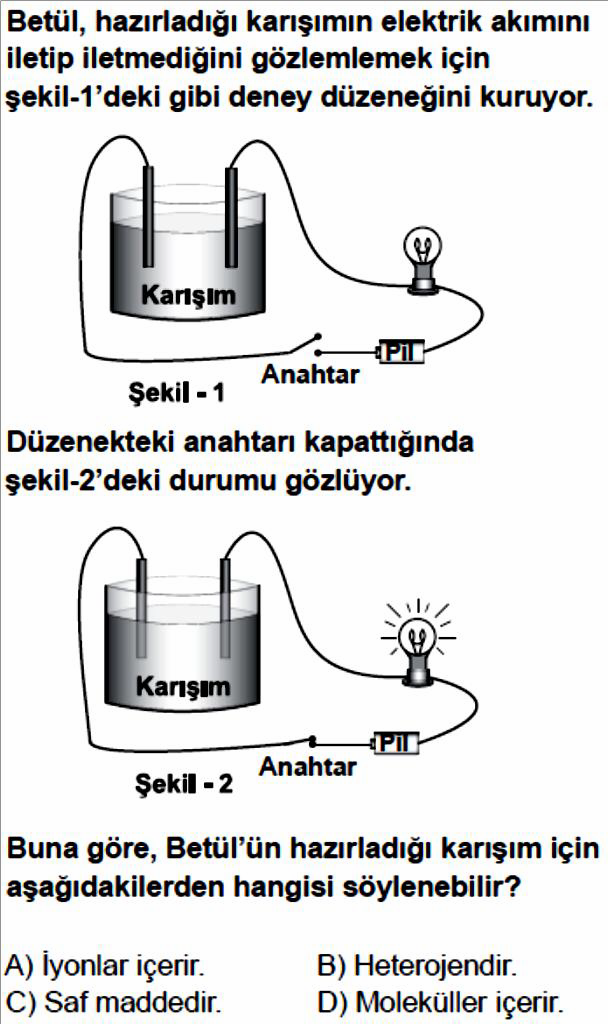 Betül, hazırladığı karışımın elektrik akımını
iletip iletmediğini gözlemlemek için
şekil-1'deki gibi deney düzeneğini kuruyor.
Karışım
Pil
Anahtar
Şekil - 1
Düzenekteki anahtarı kapattığında
şekil-2'deki durumu gözlüyor.
Karışım
Pil
Anahtar
Şekil - 2
Buna göre, Betül'ün hazırladığı karışım için
aşağıdakilerden hangisi söylenebilir?
A) İyonlar içerir. B) Heterojendir.
C) Saf maddedir. D) Moleküller içerir.